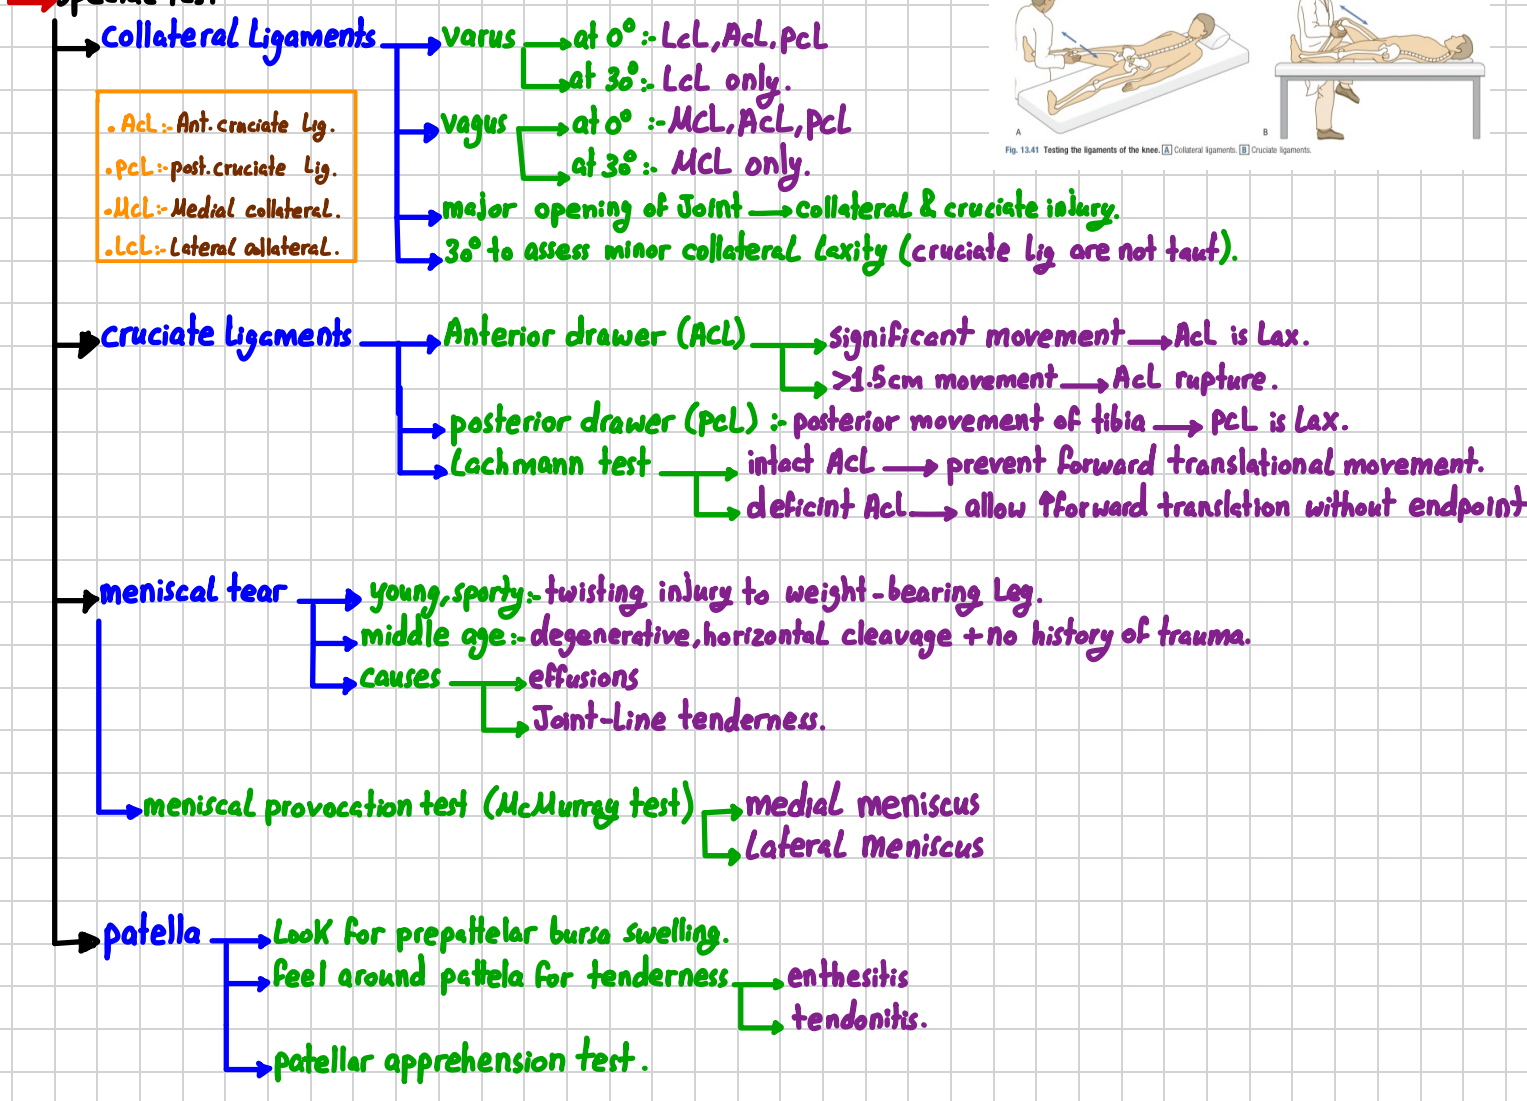 special test
collateral Ligaments
varus
at 0°:- LCL, ACL, PCL
at 30°:- LCL only.
vagus
at 0° :- MCL, ACL, PCL
at 30°:- MCL only.
major opening of Joint → collateral & cruciate injury.
30° to assess minor collateral Laxity (cruciate Lig are not taut).
. ACL:- Ant. cruciate Lig.
. PCL:- post. cruciate Lig.
. MCL:- Medial collateral.
. LCL:- Lateral collateral.
A
B
Fig. 13.41 Testing the ligaments of the knee. A Collateral ligaments. B Cruciate ligaments.
cruciate Ligaments
Anterior drawer (ACL)
significant movement → ACL is Lax.
>1.5cm movement → ACL rupture.
posterior drawer (PCL) :- posterior movement of tibia → PCL is Lax.
Lachmann test
intact ACL → prevent forward translational movement.
deficint ACL → allow ↑forward translation without endpoint
meniscal tear
young, sporty:- twisting injury to weight-bearing Leg.
middle age:- degenerative, horizontal cleavage + no history of trauma.
causes
effusions
Joint-Line tenderness.
meniscal provocation test (McMurray test)
medial meniscus
Lateral Meniscus
patella
Look for prepattelar bursa swelling.
feel around pattela for tenderness
enthesitis
tendonitis.
patellar apprehension test.